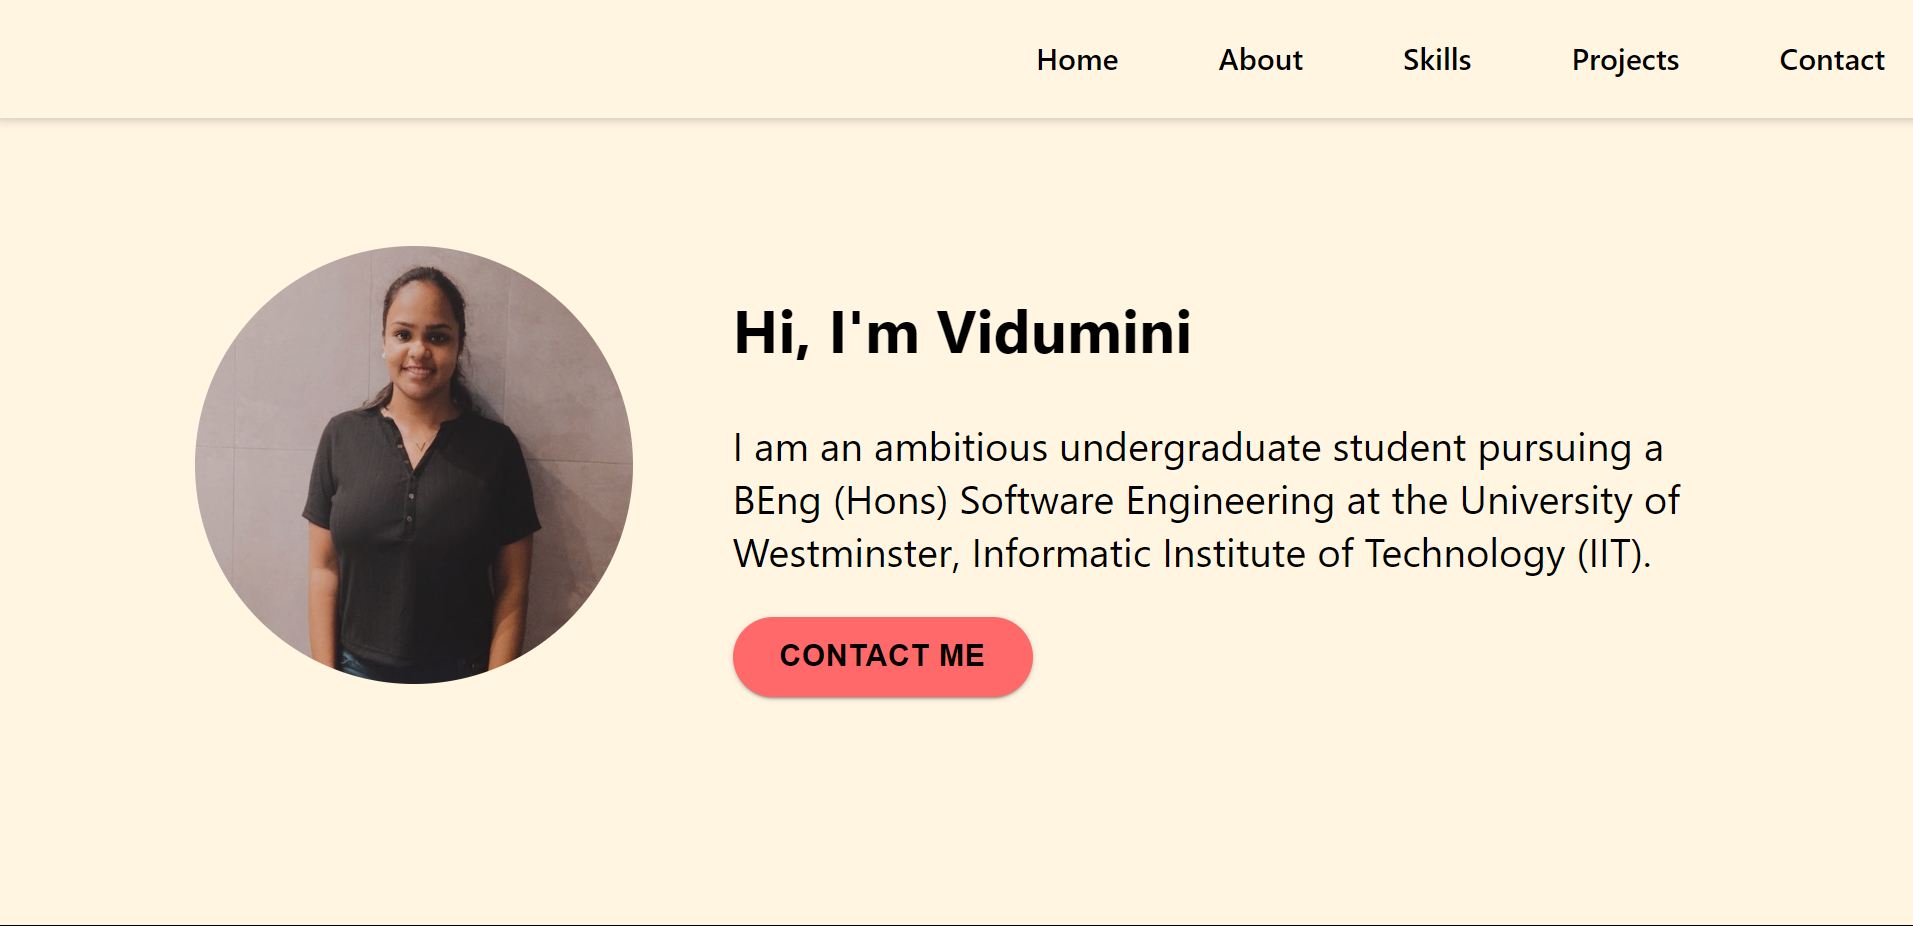 Home About Skills Projects Contact
Hi, I'm Vidumini
I am an ambitious undergraduate student pursuing a
BEng (Hons) Software Engineering at the University of
Westminster, Informatic Institute of Technology (IIT).
CONTACT ME